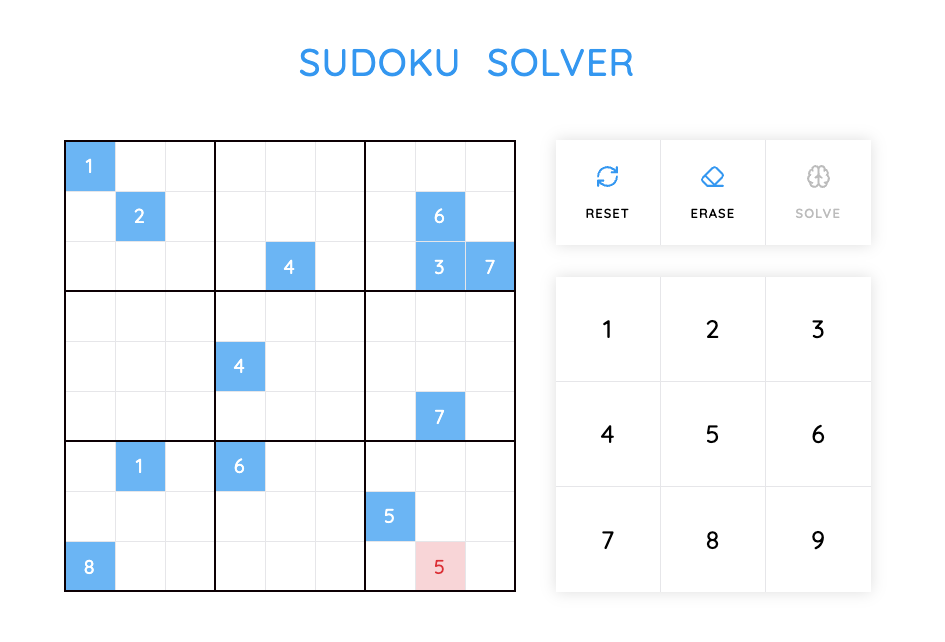 SUDOKU SOLVER
1
2 6
4 3 7
4
7
1 6
5
8 5
RESET ERASE SOLVE
1 2 3
4 5 6
7 8 9